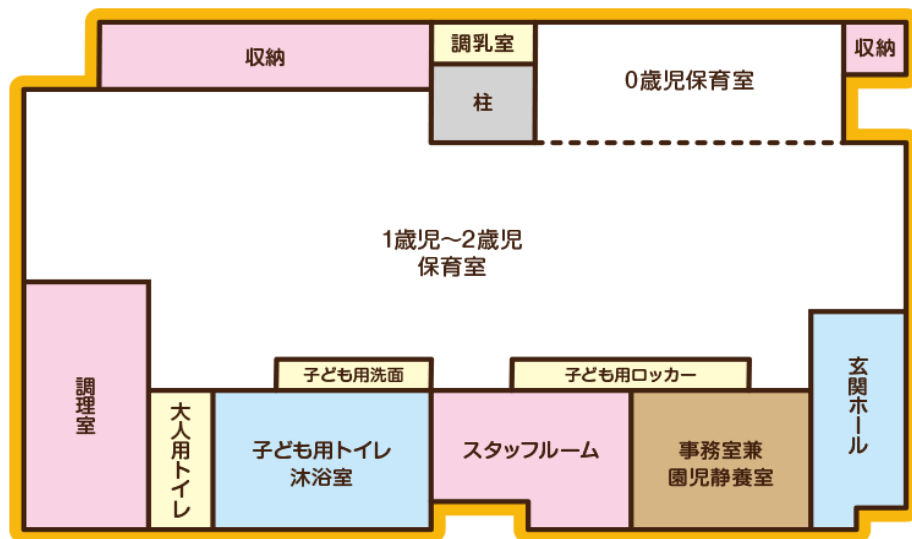 収納
調乳室
柱
0歳児保育室
収納
1歳児〜2歳児
保育室
調理室
大人用トイレ
子ども用洗面
子ども用トイレ
沐浴室
スタッフルーム
子ども用ロッカー
事務室兼
園児静養室
玄関ホール